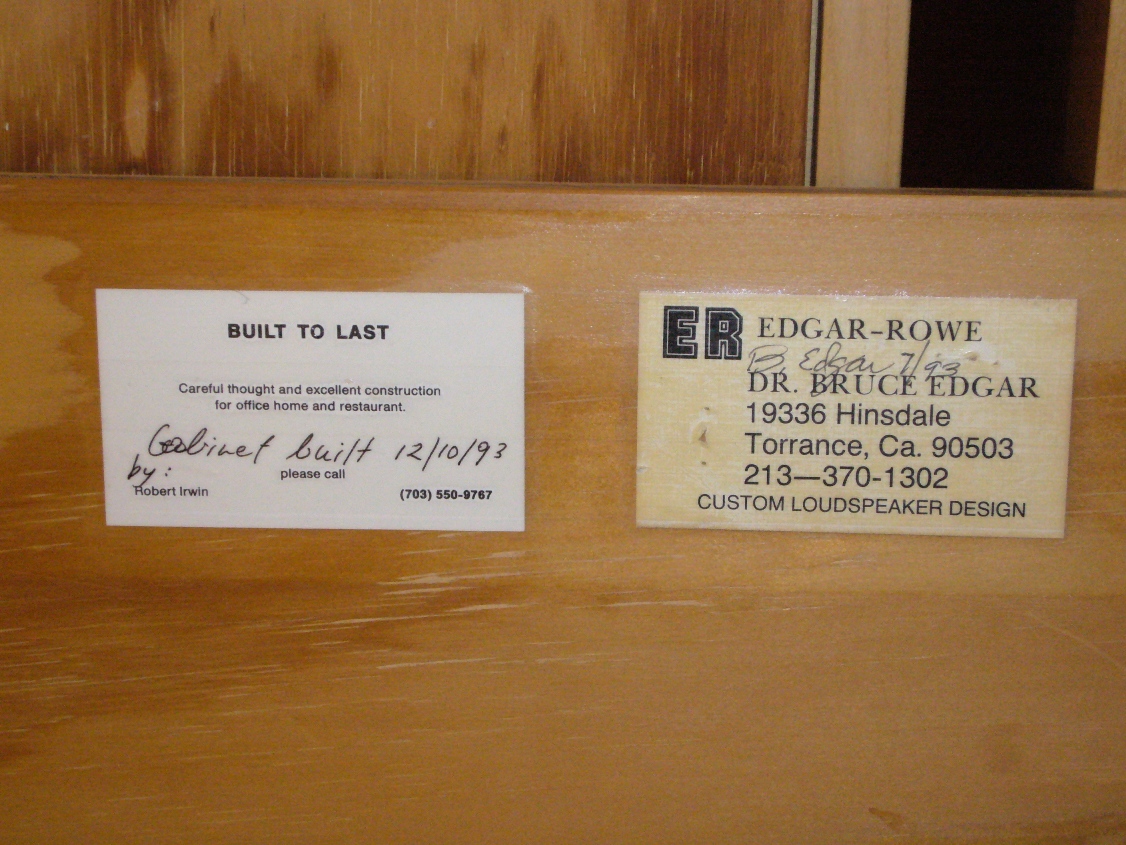 BUILT TO LAST
Careful thought and excellent construction
for office home and restaurant.
Cabinet built 12/10/93
by:
please call
Robert Irwin
(703) 550-9767
ER EDGAR-ROWE
B. Edgar 7/93
DR. BRUCE EDGAR
19336 Hinsdale
Torrance, Ca. 90503
213—370-1302
CUSTOM LOUDSPEAKER DESIGN